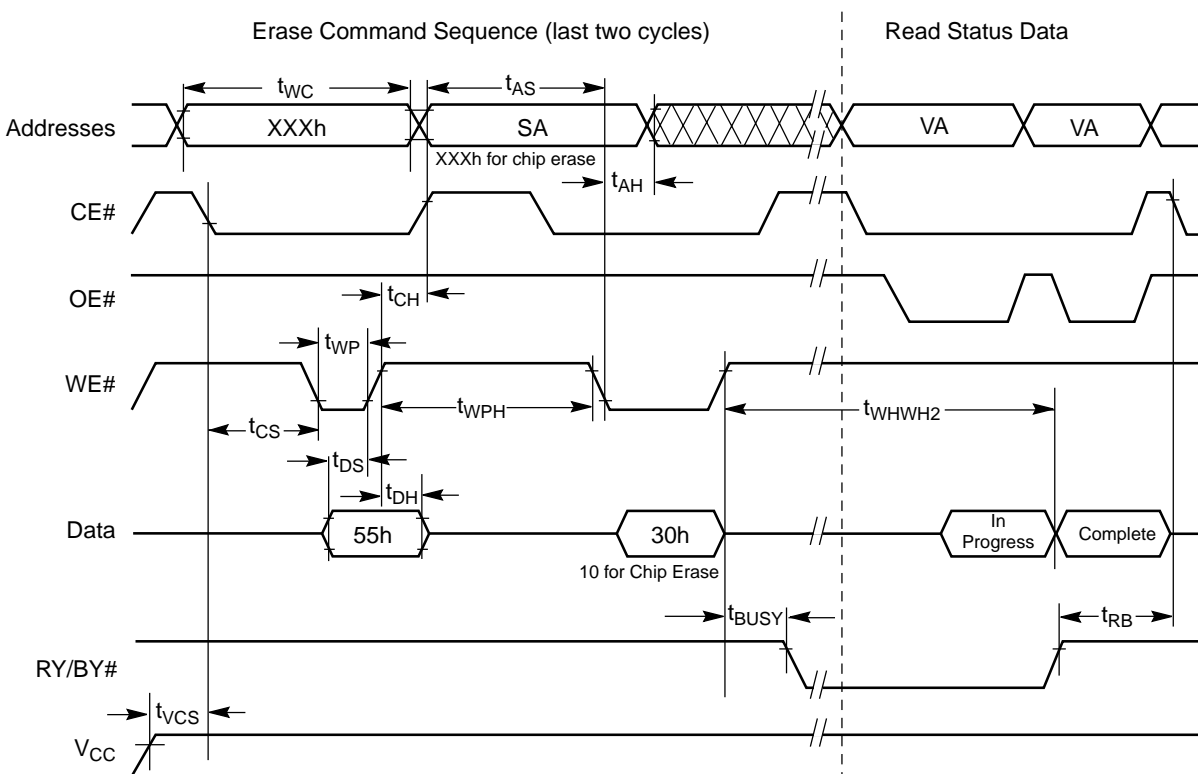 Erase Command Sequence (last two cycles)
Read Status Data
tWC
tAS
Addresses
XXXh
SA
VA
VA
XXXh for chip erase
tAH
CE#
OE#
tCH
tWP
WE#
tWPH
tWHWH2
tCS
tDS
tDH
Data
55h
30h
In
Progress
Complete
10 for Chip Erase
tBUSY
tRB
RY/BY#
tVCS
VCC